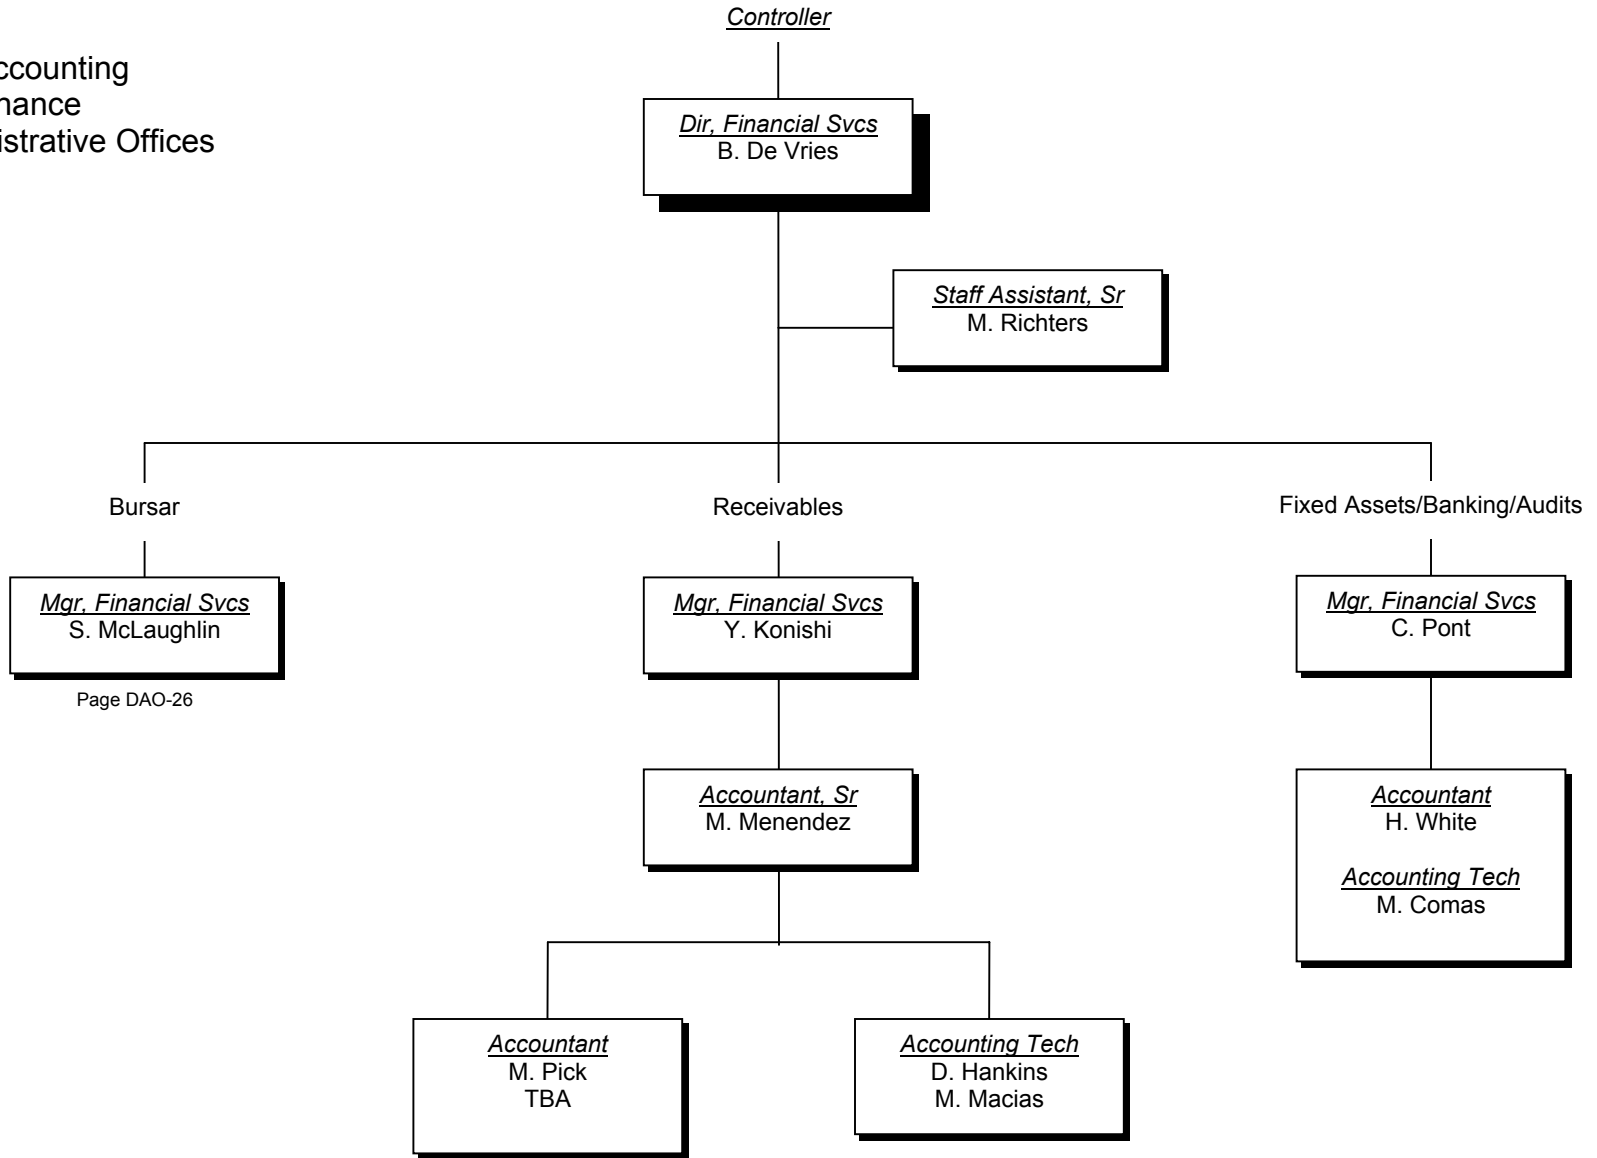 Controller
ccounting
nance
istrative Offices
Dir, Financial Svcs
B. De Vries
Staff Assistant, Sr
M. Richters
Bursar
Receivables
Fixed Assets/Banking/Audits
Mgr, Financial Svcs
S. McLaughlin
Page DAO-26
Mgr, Financial Svcs
Y. Konishi
Mgr, Financial Svcs
C. Pont
Accountant, Sr
M. Menendez
Accountant
H. White
Accounting Tech
M. Comas
Accountant
M. Pick
TBA
Accounting Tech
D. Hankins
M. Macias